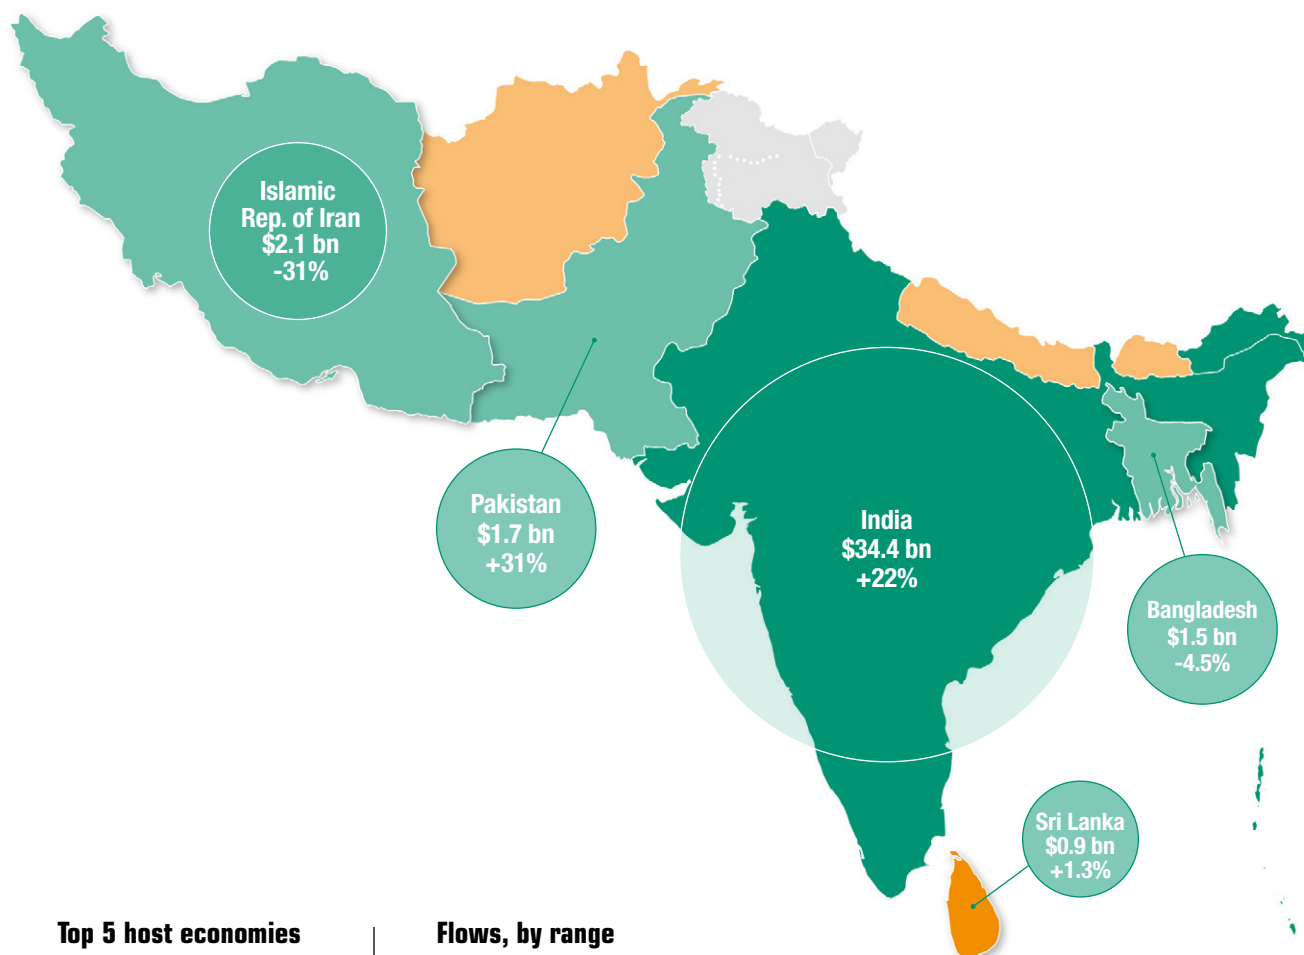 Islamic
Rep. of Iran
$2.1 bn
-31%
Pakistan
$1.7 bn
+31%
India
$34.4 bn
+22%
Bangladesh
$1.5 bn
-4.5%
Sri Lanka
$0.9 bn
+1.3%
Top 5 host economies
Flows, by range